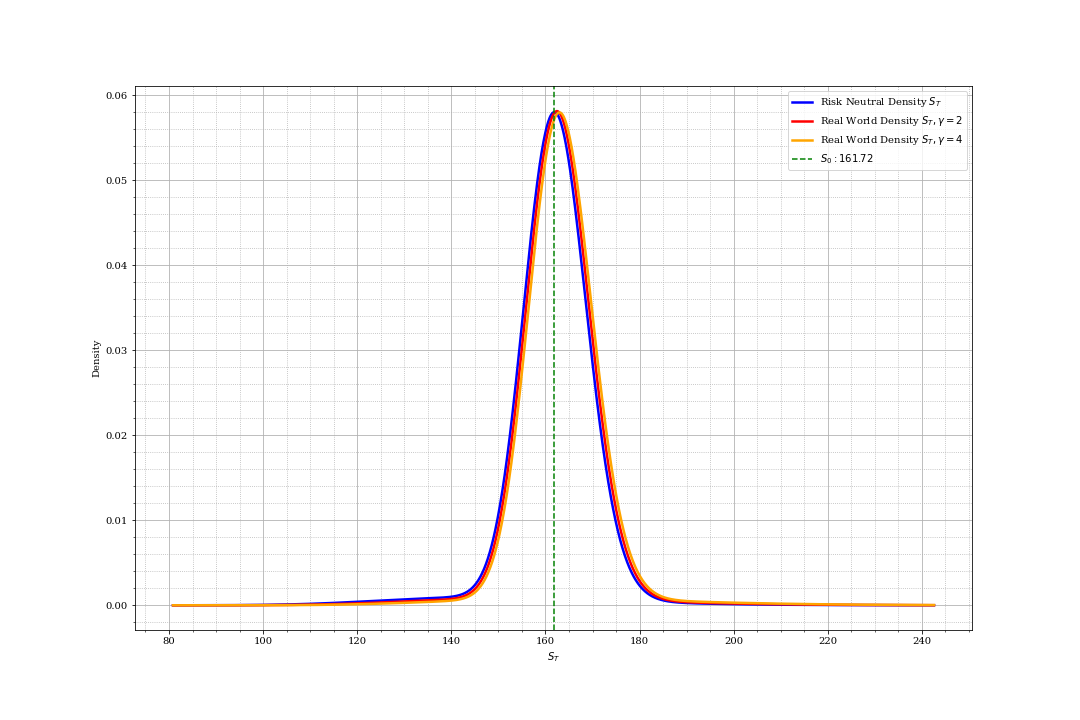 Risk Neutral Density S_T
Real World Density S_T, γ = 2
Real World Density S_T, γ = 4
S_0 : 161.72
0.06
0.05
0.04
0.03
0.02
0.01
0.00
Density
80 100 120 140 160 180 200 220 240
S_T